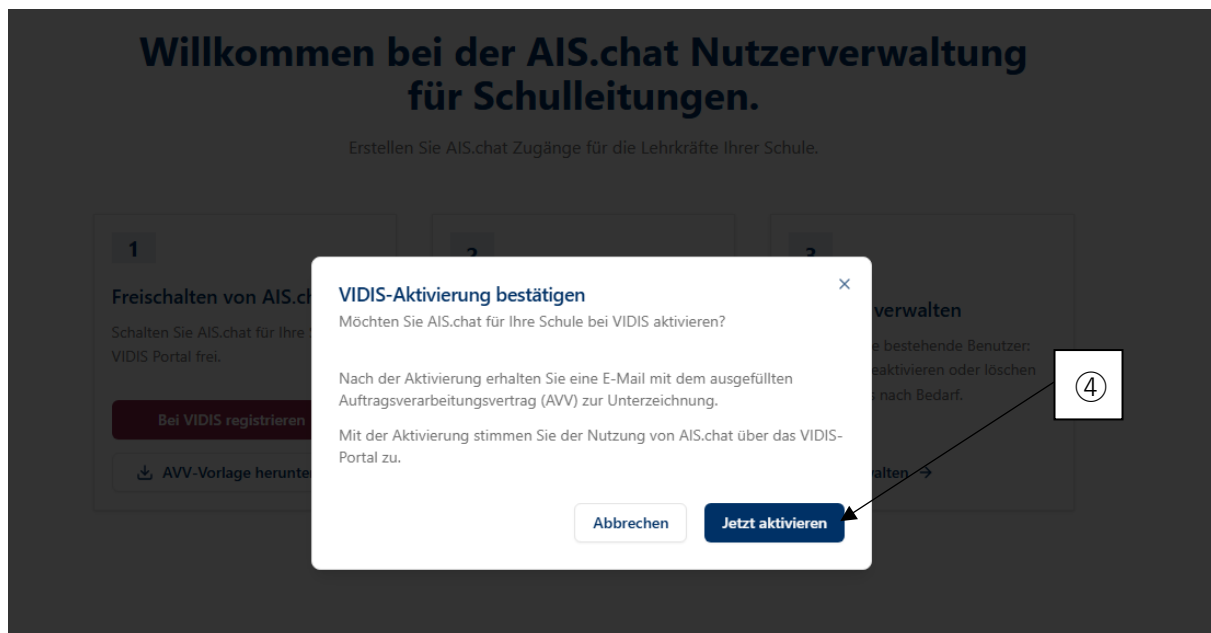 Willkommen bei der AIS.chat Nutzerverwaltung
für Schulleitungen.
Erstellen Sie AIS.chat Zugänge für die Lehrkräfte Ihrer Schule.
1
Freischalten von AIS.ch
Schalten Sie AIS.chat für Ihre
VIDIS Portal frei.
Bei VIDIS registrieren
AVV-Vorlage herunte
2
3
verwalten
e bestehende Benutzer:
eaktivieren oder löschen
s nach Bedarf.
alten →
VIDIS-Aktivierung bestätigen
×
Möchten Sie AIS.chat für Ihre Schule bei VIDIS aktivieren?
Nach der Aktivierung erhalten Sie eine E-Mail mit dem ausgefüllten
Auftragsverarbeitungsvertrag (AVV) zur Unterzeichnung.
Mit der Aktivierung stimmen Sie der Nutzung von AIS.chat über das VIDIS-
Portal zu.
Abbrechen
Jetzt aktivieren
④